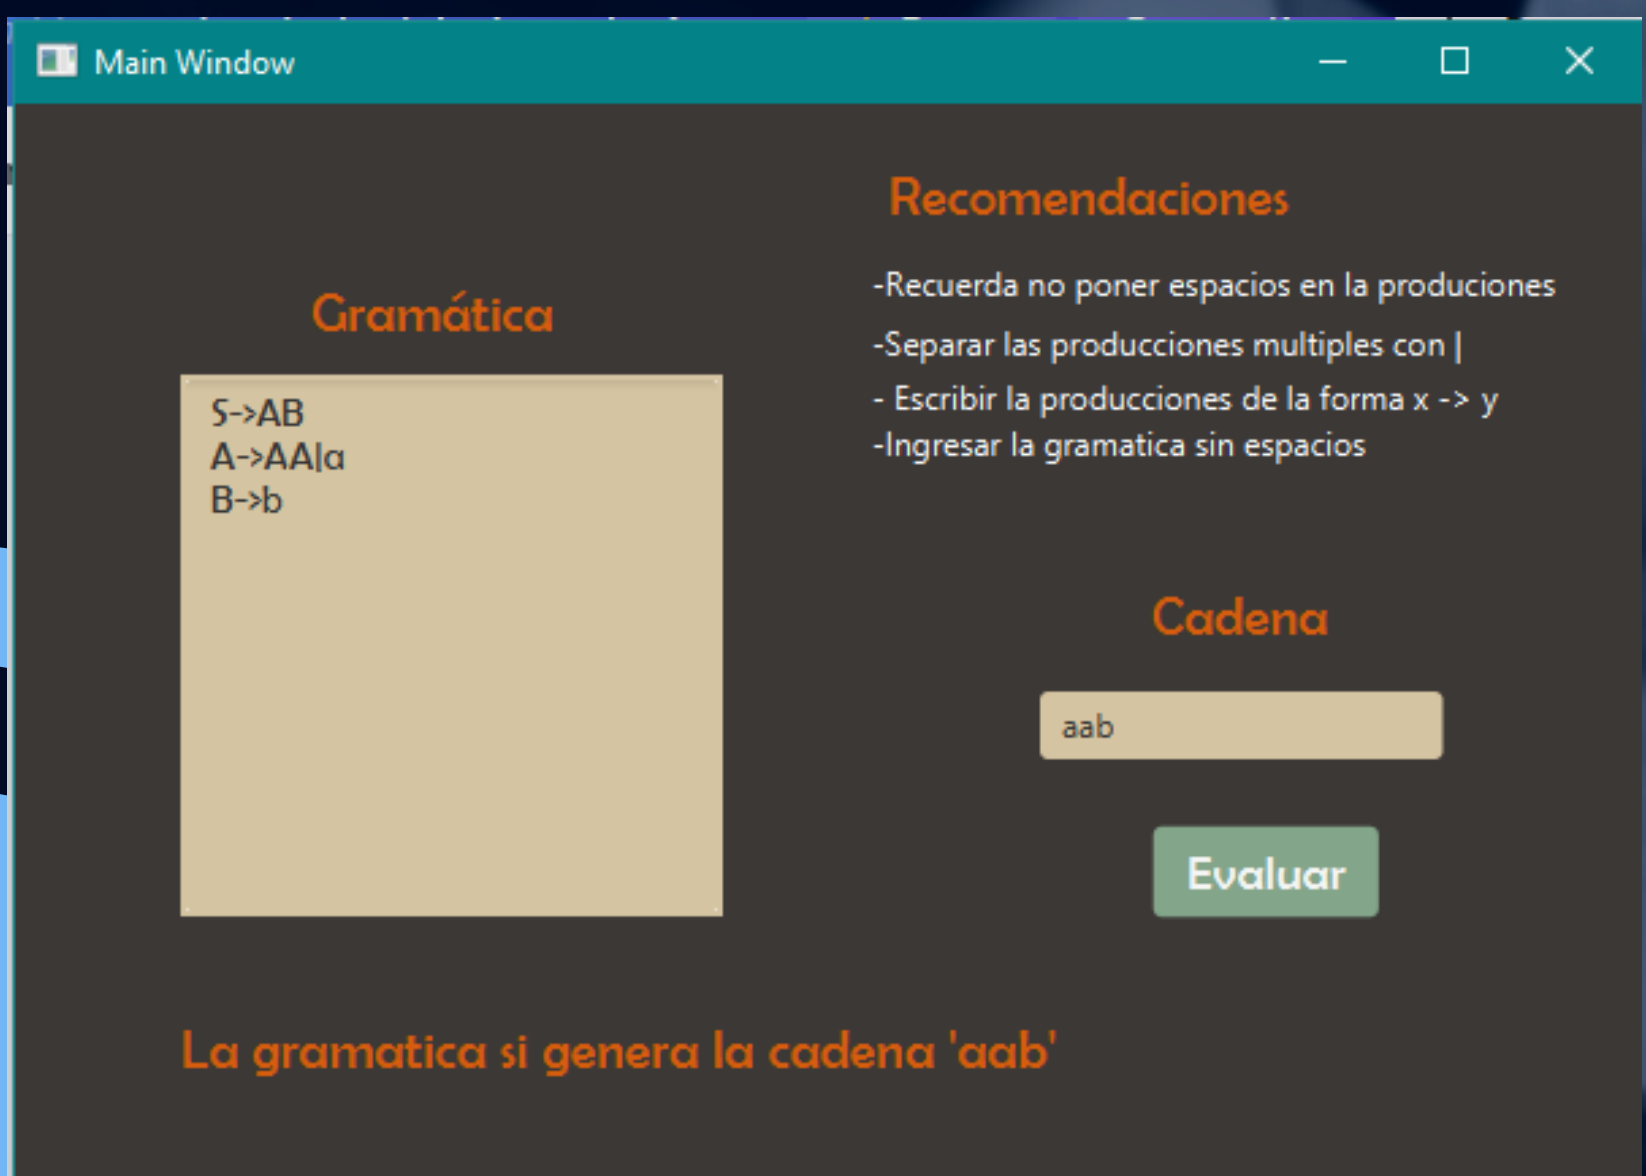 Main Window
Recomendaciones
-Recuerda no poner espacios en la produciones
-Separar las producciones multiples con |
- Escribir la producciones de la forma x -> y
-Ingresar la gramatica sin espacios
Gramática
S->AB
A->AA|a
B->b
Cadena
aab
Evaluar
La gramatica si genera la cadena 'aab'